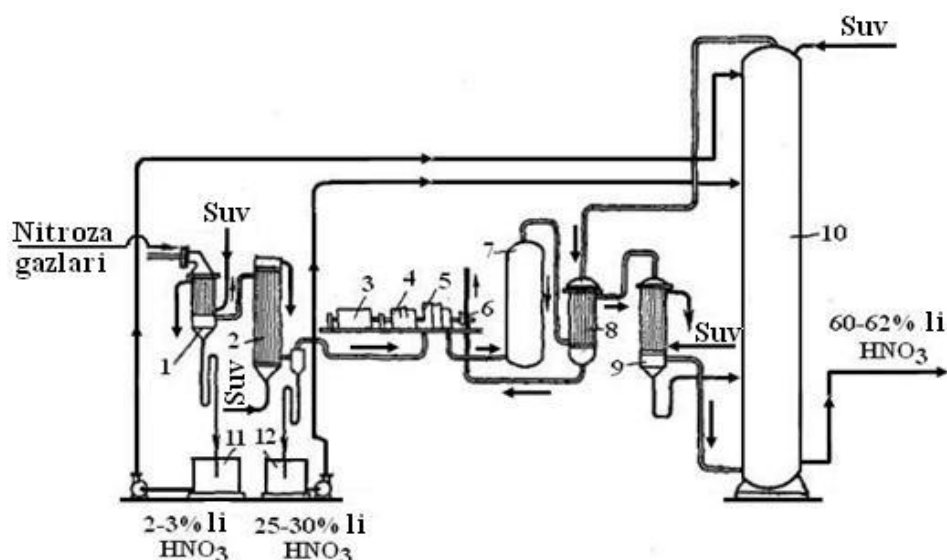 Suv
Nitroza
gazlari
Suv
1
2
Suv
3
4
5
6
7
8
9
Suv
10
60-62% li
HNO₃
11
12
2-3% li
HNO₃
25-30% li
HNO₃